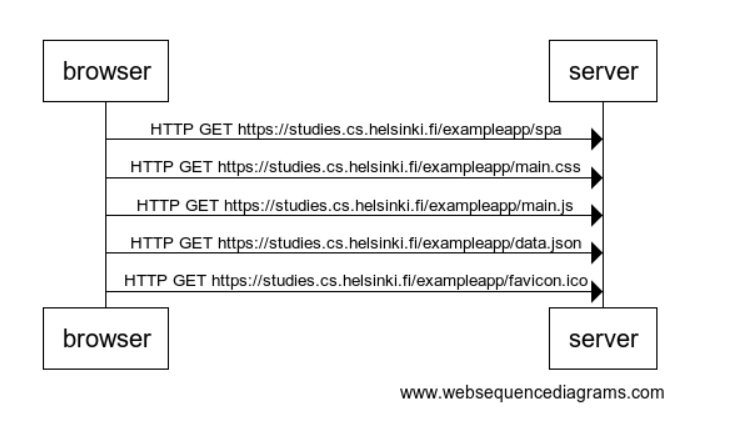 browser server
HTTP GET https://studies.cs.helsinki.fi/exampleapp/spa
HTTP GET https://studies.cs.helsinki.fi/exampleapp/main.css
HTTP GET https://studies.cs.helsinki.fi/exampleapp/main.js
HTTP GET https://studies.cs.helsinki.fi/exampleapp/data.json
HTTP GET https://studies.cs.helsinki.fi/exampleapp/favicon.ico
browser server
www.websequencediagrams.com